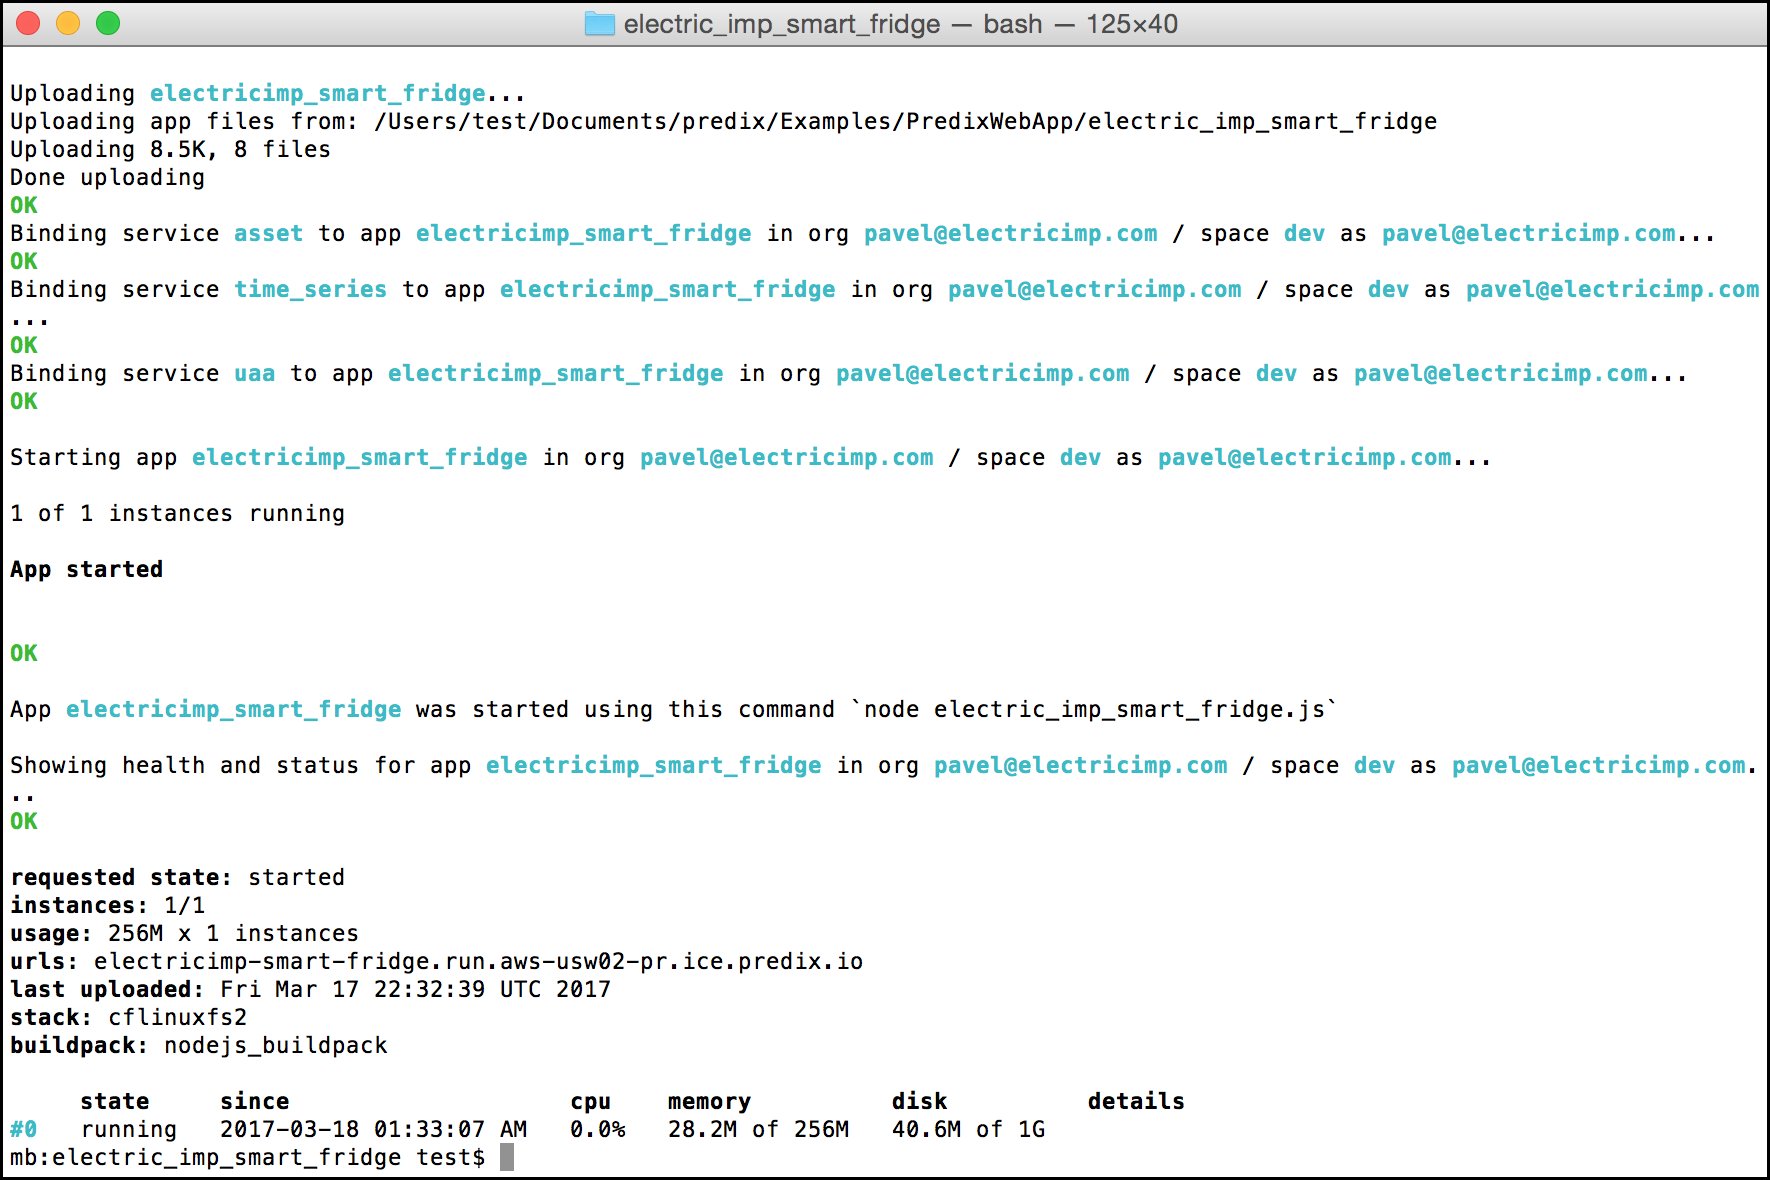 electric_imp_smart_fridge — bash — 125×40
Uploading electricimp_smart_fridge...
Uploading app files from: /Users/test/Documents/predix/Examples/PredixWebApp/electric_imp_smart_fridge
Uploading 8.5K, 8 files
Done uploading
OK
Binding service asset to app electricimp_smart_fridge in org pavel@electricimp.com / space dev as pavel@electricimp.com...
OK
Binding service time_series to app electricimp_smart_fridge in org pavel@electricimp.com / space dev as pavel@electricimp.com
...
OK
Binding service uaa to app electricimp_smart_fridge in org pavel@electricimp.com / space dev as pavel@electricimp.com...
OK
Starting app electricimp_smart_fridge in org pavel@electricimp.com / space dev as pavel@electricimp.com...
1 of 1 instances running
App started
OK
App electricimp_smart_fridge was started using this command `node electric_imp_smart_fridge.js`
Showing health and status for app electricimp_smart_fridge in org pavel@electricimp.com / space dev as pavel@electricimp.com.
..
OK
requested state: started
instances: 1/1
usage: 256M x 1 instances
urls: electricimp-smart-fridge.run.aws-usw02-pr.ice.predix.io
last uploaded: Fri Mar 17 22:32:39 UTC 2017
stack: cflinuxfs2
buildpack: nodejs_buildpack
state since cpu memory disk details
#0 running 2017-03-18 01:33:07 AM 0.0% 28.2M of 256M 40.6M of 1G
mb:electric_imp_smart_fridge test$